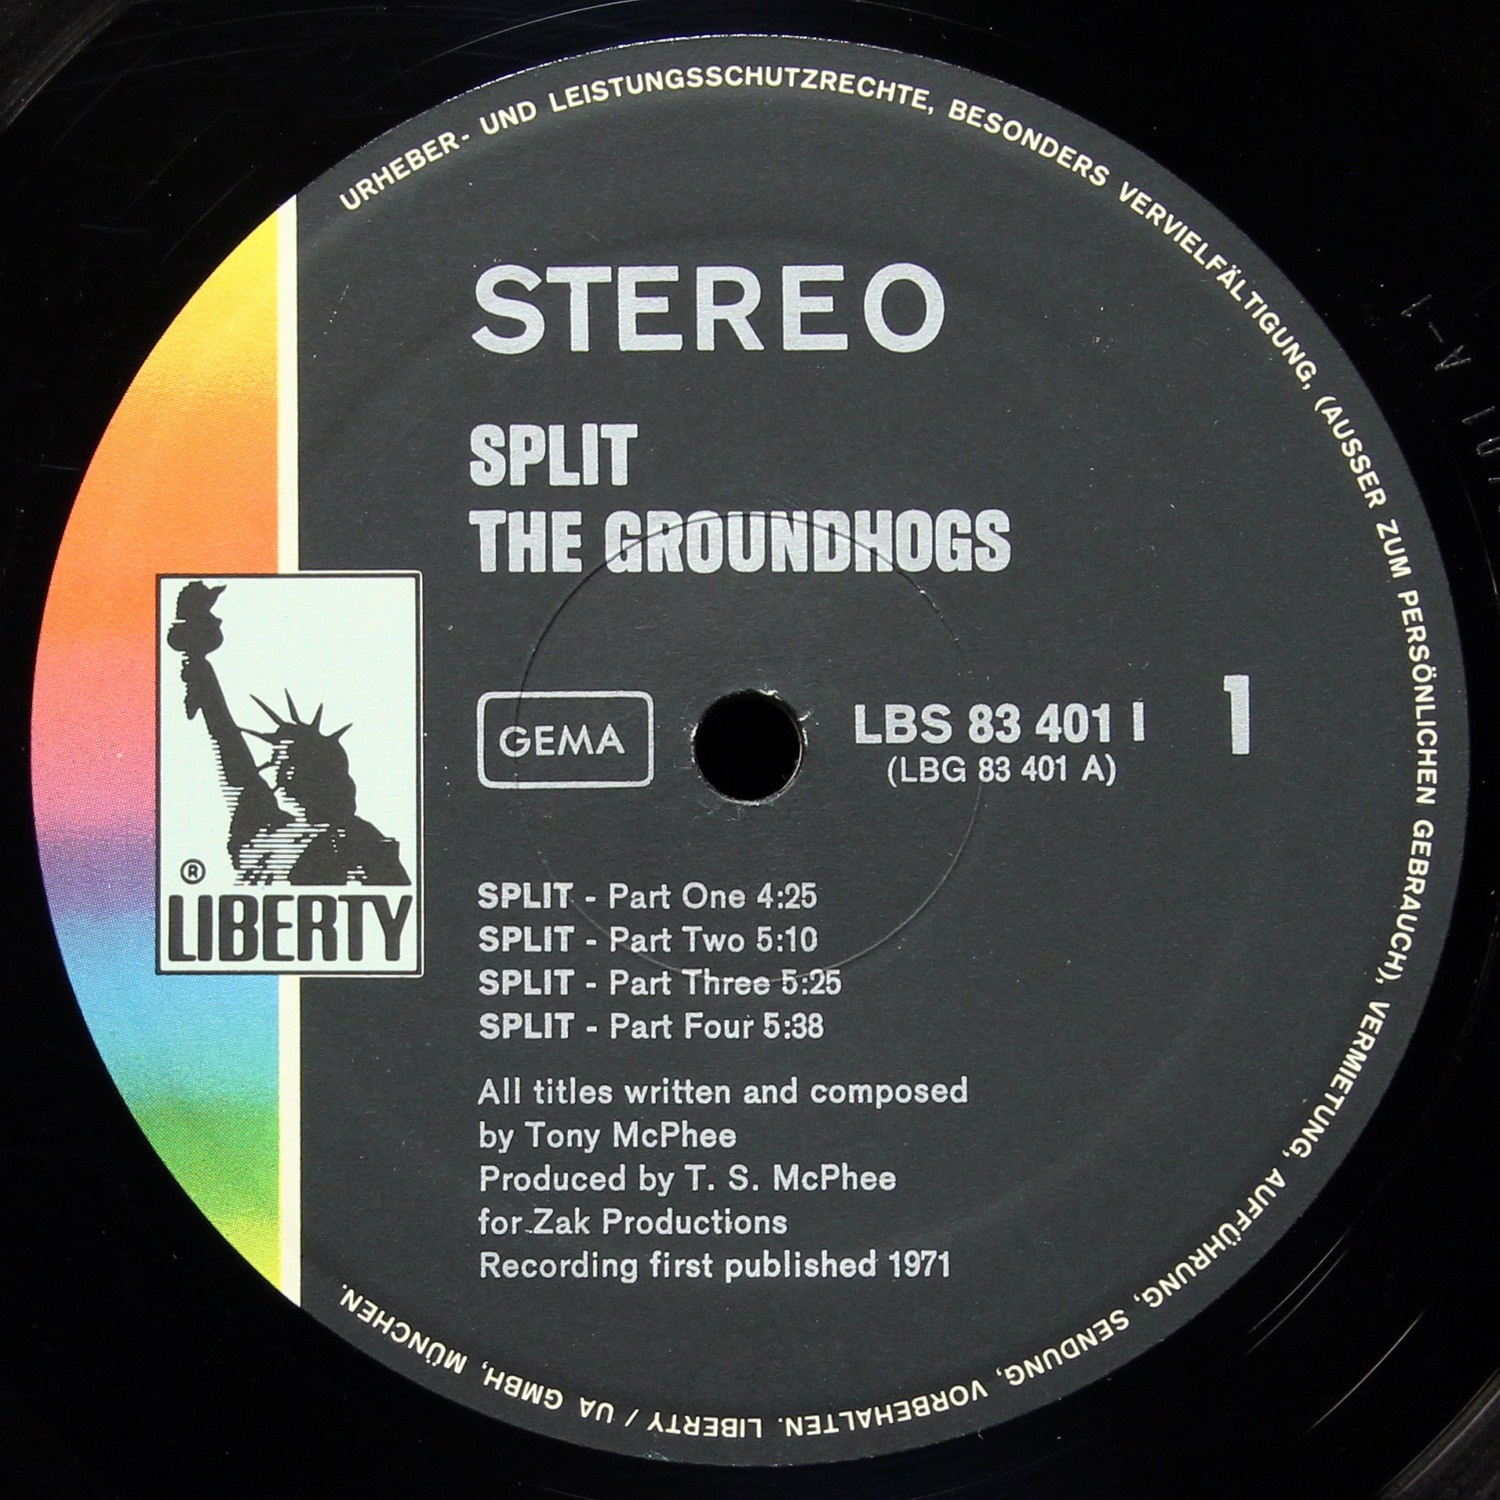 URHEBER- UND LEISTUNGSSCHUTZRECHTE, BESONDERS VERVIELFÄLTIGUNG, (AUSSER ZUM PERSÖNLICHEN GEBRAUCH), VERMIETUNG, AUFFÜHRUNG, SENDUNG, VORBEHALTEN. LIBERTY / UA GMBH, MÜNCHEN.
STEREO
SPLIT
THE GROUNDHOGS
GEMA
LBS 83 401 I
(LBG 83 401 A)
1
®
LIBERTY
SPLIT - Part One 4:25
SPLIT - Part Two 5:10
SPLIT - Part Three 5:25
SPLIT - Part Four 5:38
All titles written and composed
by Tony McPhee
Produced by T. S. McPhee
for Zak Productions
Recording first published 1971